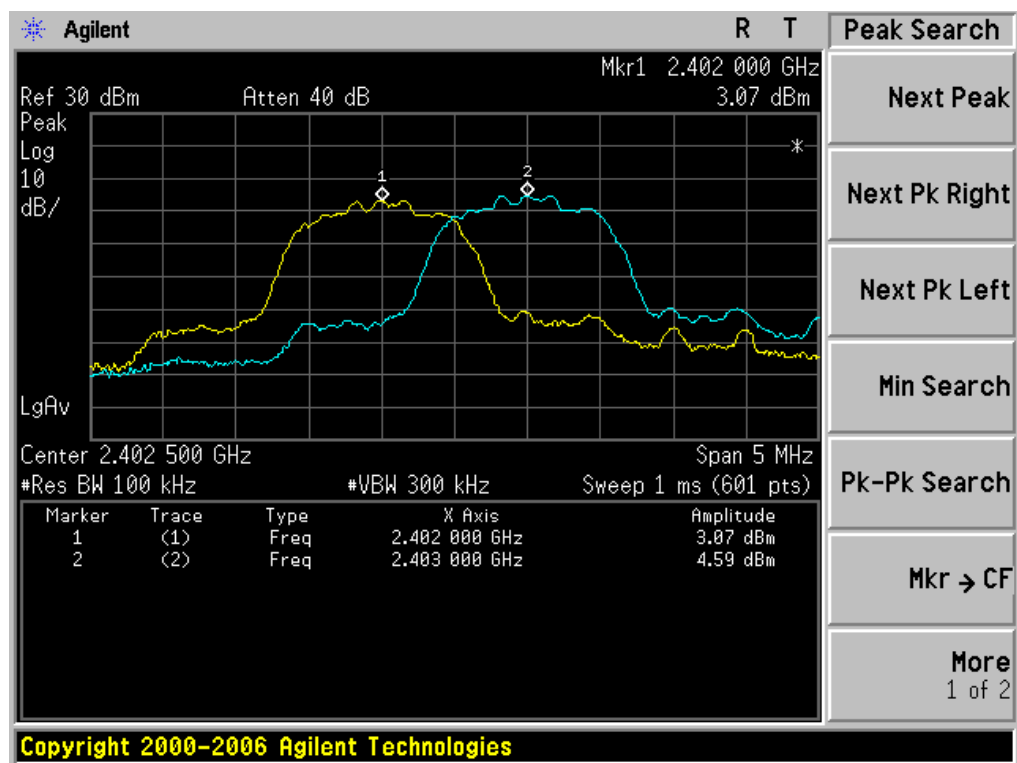 Agilent R T Peak Search
Mkr1 2.402 000 GHz
Ref 30 dBm Atten 40 dB 3.07 dBm
Peak
Log
10
dB/
1
2
*
LgAv
Center 2.402 500 GHz Span 5 MHz
#Res BW 100 kHz #VBW 300 kHz Sweep 1 ms (601 pts)
Marker Trace Type X Axis Amplitude
1 (1) Freq 2.402 000 GHz 3.07 dBm
2 (2) Freq 2.403 000 GHz 4.59 dBm
Next Peak
Next Pk Right
Next Pk Left
Min Search
Pk-Pk Search
Mkr → CF
More
1 of 2
Copyright 2000-2006 Agilent Technologies